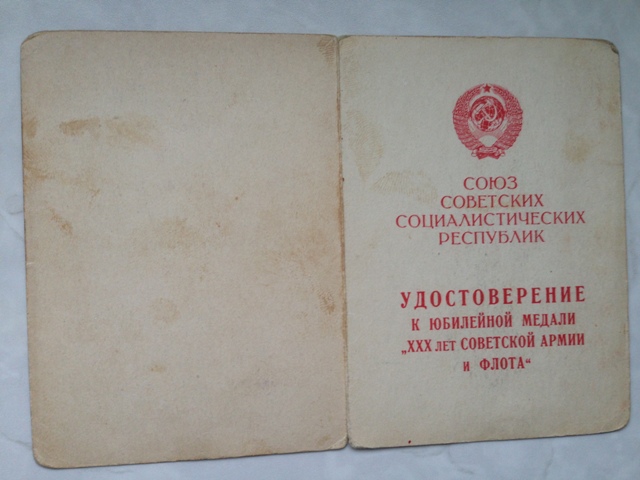 СОЮЗ
СОВЕТСКИХ
СОЦИАЛИСТИЧЕСКИХ
РЕСПУБЛИК
УДОСТОВЕРЕНИЕ
К ЮБИЛЕЙНОЙ МЕДАЛИ
„XXX ЛЕТ СОВЕТСКОЙ АРМИИ
И ФЛОТА“